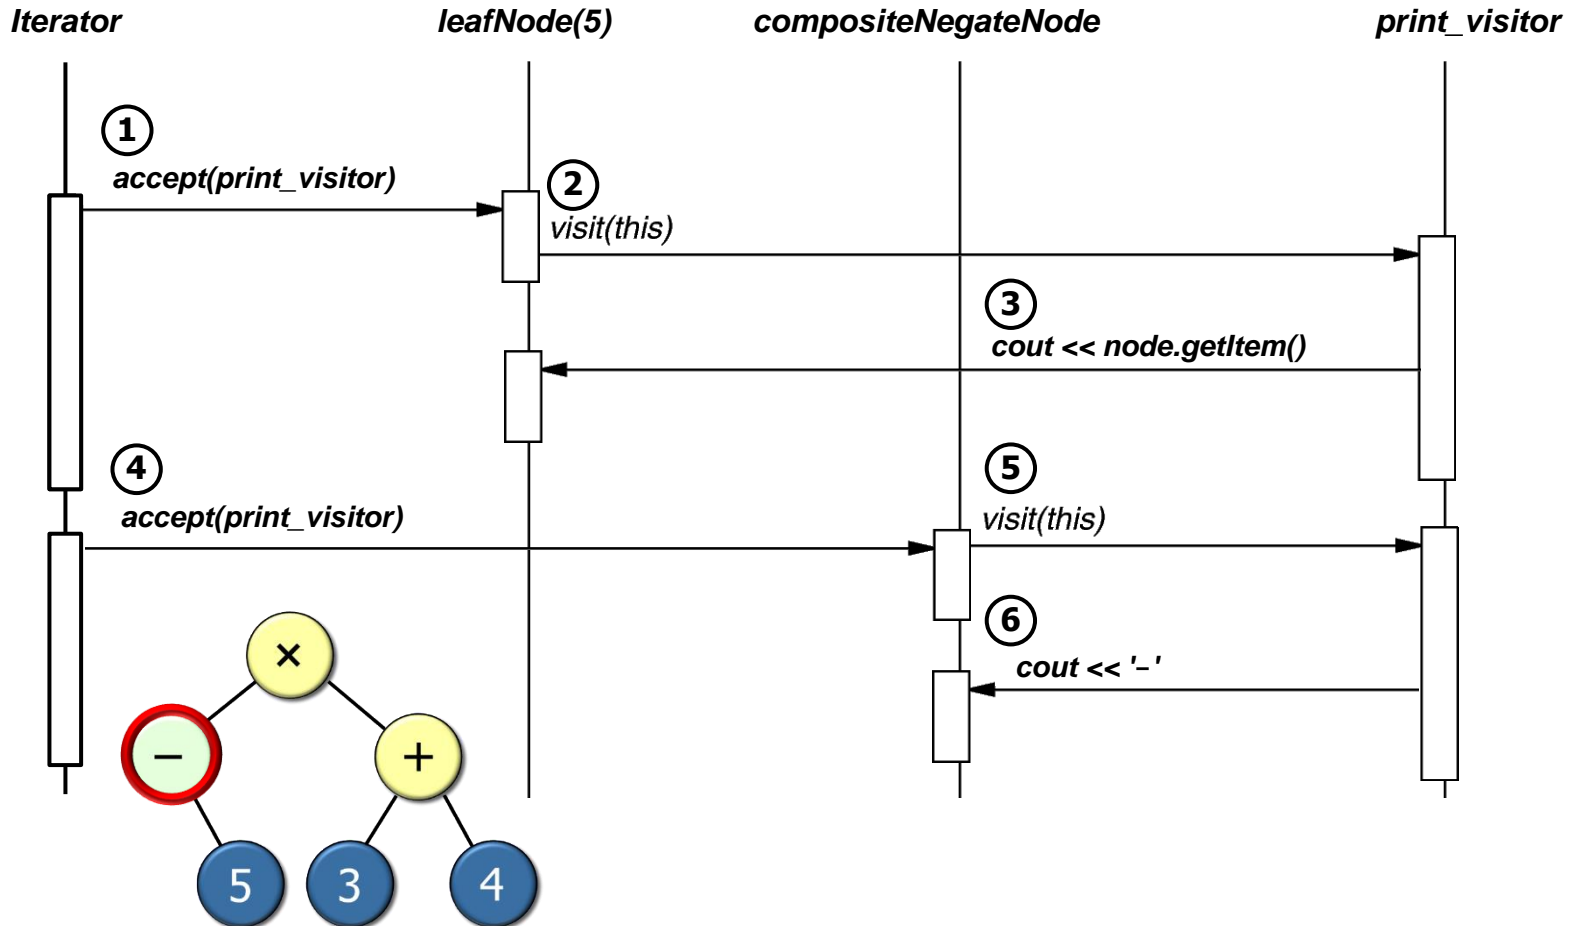 Iterator leafNode(5) compositeNegateNode print_visitor
1
accept(print_visitor)
2
visit(this)
3
cout << node.getItem()
4
accept(print_visitor)
5
visit(this)
6
cout << '–'
×
– +
5 3 4